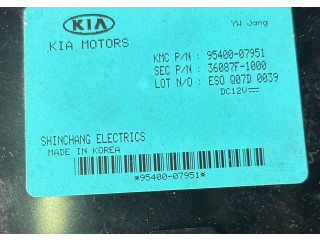 KIA
YW Jang
KIA MOTORS
KMC P/N : 95400-07951
SEC P/N : 36087F-1000
LOT N/O : ESO Q07D 0039
DC12V
SHINCHANG ELECTRICS
MADE IN KOREA
*95400-07951*